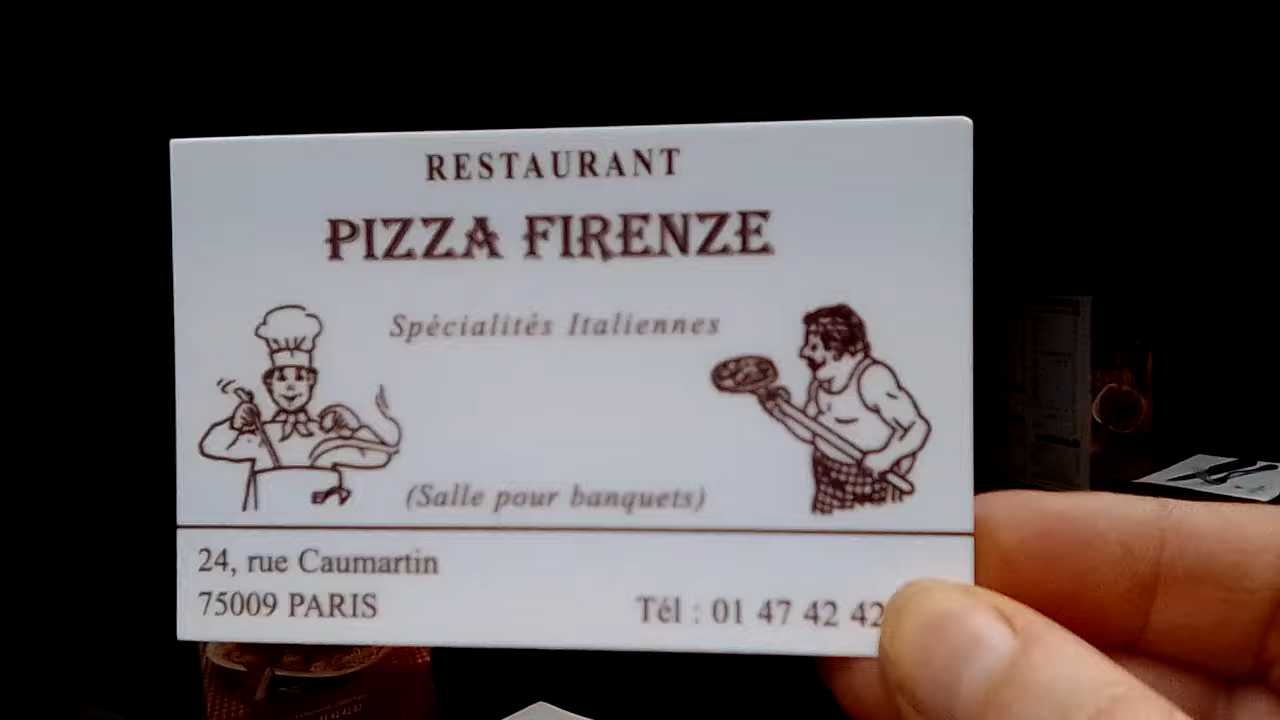 RESTAURANT
PIZZA FIRENZE
Spécialités Italiennes
(Salle pour banquets)
24, rue Caumartin
75009 PARIS
Tél : 01 47 42 42